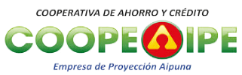 COOPERATIVA DE AHORRO Y CRÉDITO
COOPEAIPE
Empresa de Proyección Aipuna